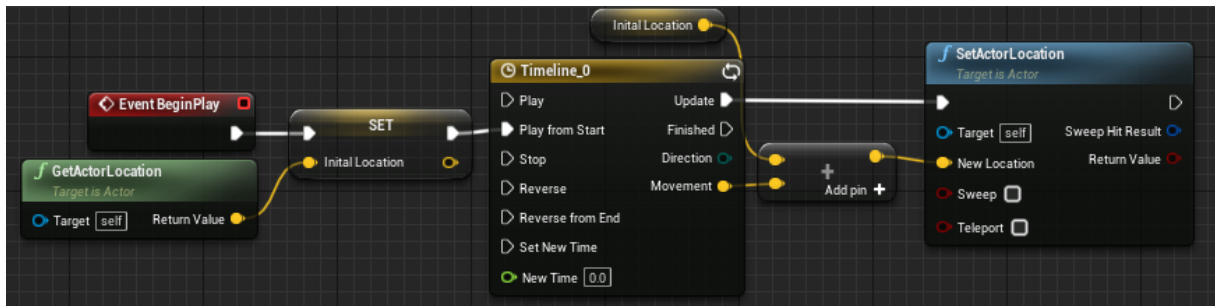 Inital Location
Event BeginPlay
SET
Inital Location
GetActorLocation
Target is Actor
Target self Return Value
Timeline_0
Play Update
Play from Start Finished
Stop Direction
Reverse Movement
Reverse from End
Set New Time
New Time 0.0
+
Add pin +
SetActorLocation
Target is Actor
Target self Sweep Hit Result
New Location Return Value
Sweep
Teleport